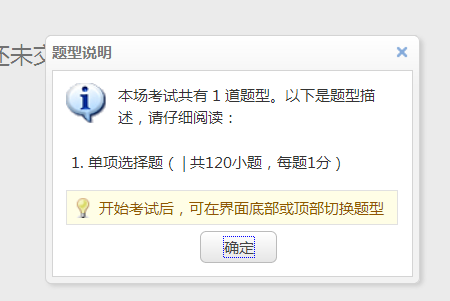 还未交
题型说明
本场考试共有 1 道题型。以下是题型描
述，请仔细阅读：
1. 单项选择题（ | 共120小题，每题1分）
开始考试后，可在界面底部或顶部切换题型
确定